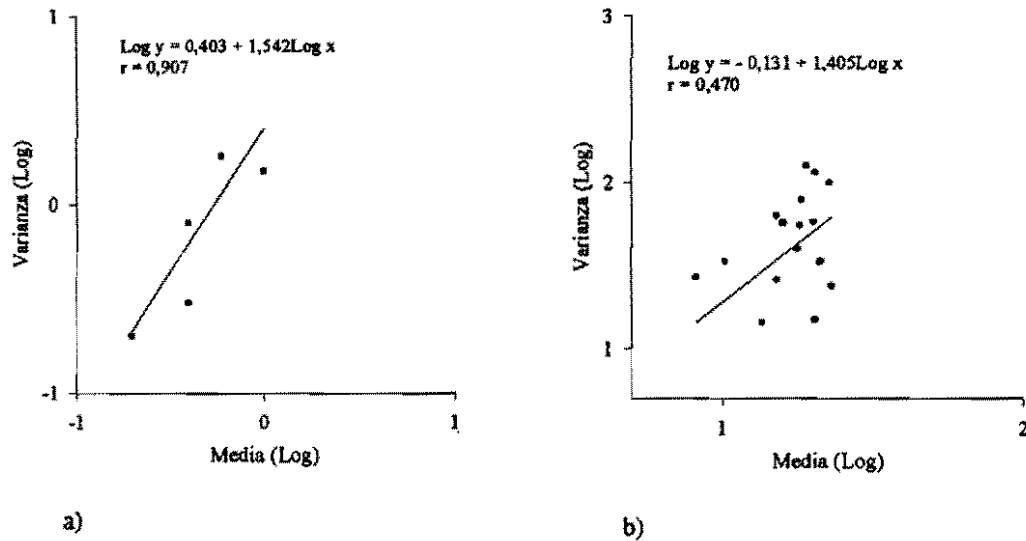 1
Log y = 0,403 + 1,542Log x
r = 0,907
Varianza (Log)
0
-1
-1
0
1
Media (Log)
a)
3
Log y = - 0,131 + 1,405Log x
r = 0,470
Varianza (Log)
2
1
1
2
Media (Log)
b)